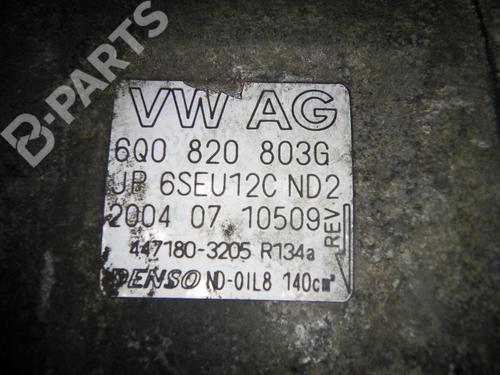 B-PARTS
VW AG
6Q0 820 803G
JP 6SEU12C ND2
2004 07 10509
REV.
447180-3205 R134a
DENSO ND-OIL8 140cm³